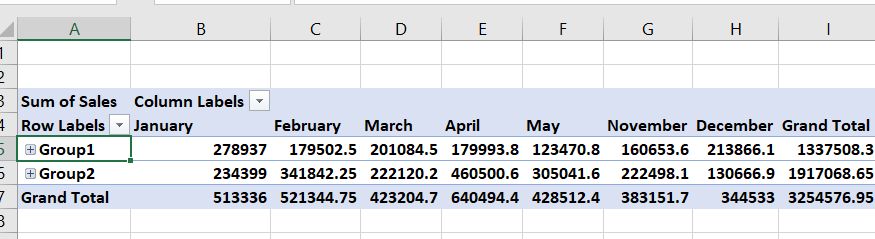 A B C D E F G H I
1
2
3 Sum of Sales Column Labels
4 Row Labels January February March April May November December Grand Total
5 Group1 278937 179502.5 201084.5 179993.8 123470.8 160653.6 213866.1 1337508.3
6 Group2 234399 341842.25 222120.2 460500.6 305041.6 222498.1 130666.9 1917068.65
7 Grand Total 513336 521344.75 423204.7 640494.4 428512.4 383151.7 344533 3254576.95
8